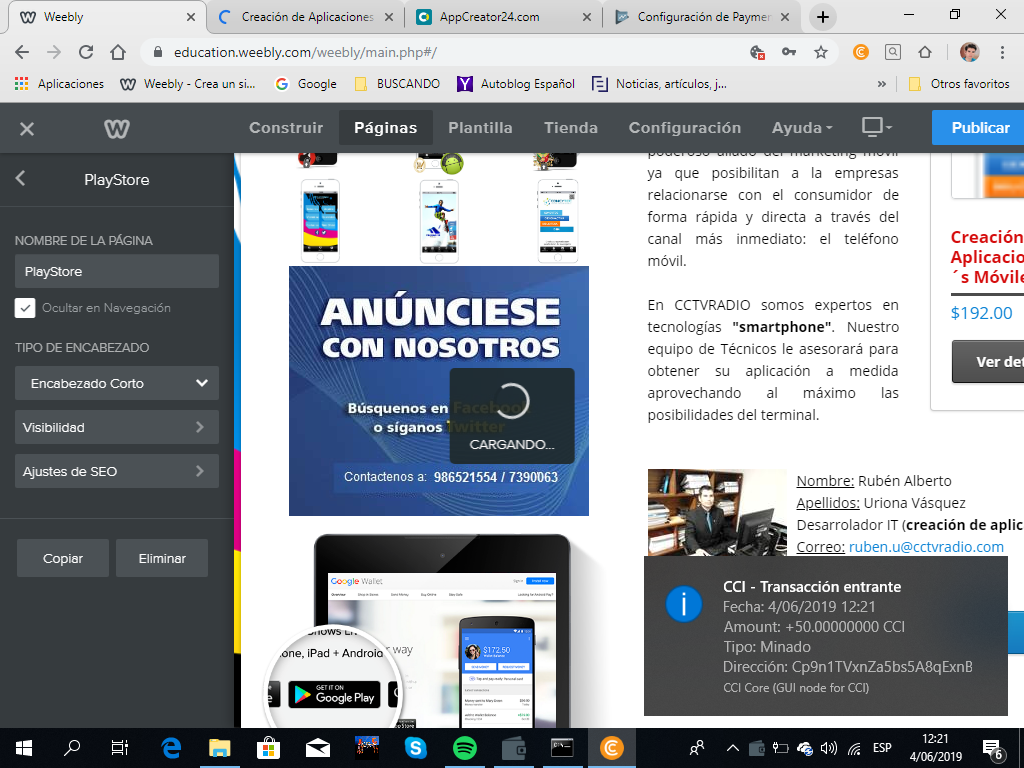 Weebly
Creación de Aplicaciones
AppCreator24.com
Configuración de Paymen
education.weebly.com/weebly/main.php#/
Aplicaciones
Weebly - Crea un si...
Google
BUSCANDO
Autoblog Español
Noticias, artículos, j...
»
Otros favoritos
Construir
Páginas
Plantilla
Tienda
Configuración
Ayuda
Publicar
PlayStore
NOMBRE DE LA PÁGINA
PlayStore
Ocultar en Navegación
TIPO DE ENCABEZADO
Encabezado Corto
Visibilidad
Ajustes de SEO
Copiar
Eliminar
ANÚNCIESE
CON NOSOTROS
Búsquenos en Facebook
o síganos Twitter
CARGANDO...
Contactenos a: 986521554 / 7390063
Google Wallet
$172.50
one, iPad + Android
r way
GET IT ON
Google Play
poderoso aliado del marketing móvil
ya que posibilitan a la empresas
relacionarse con el consumidor de
forma rápida y directa a través del
canal más inmediato: el teléfono
móvil.
En CCTVRADIO somos expertos en
tecnologías "smartphone". Nuestro
equipo de Técnicos le asesorará para
obtener su aplicación a medida
aprovechando al máximo las
posibilidades del terminal.
Nombre: Rubén Alberto
Apellidos: Uriona Vásquez
Desarrolador IT (creación de aplic
Correo: ruben.u@cctvradio.com
Creación
Aplicacio
´s Móvile
$192.00
Ver det
CCI - Transacción entrante
Fecha: 4/06/2019 12:21
Amount: +50.00000000 CCI
Tipo: Minado
Dirección: Cp9n1TVxnZa5bs5A8qExnB
CCI Core (GUI node for CCI)
ESP
12:21
4/06/2019
6